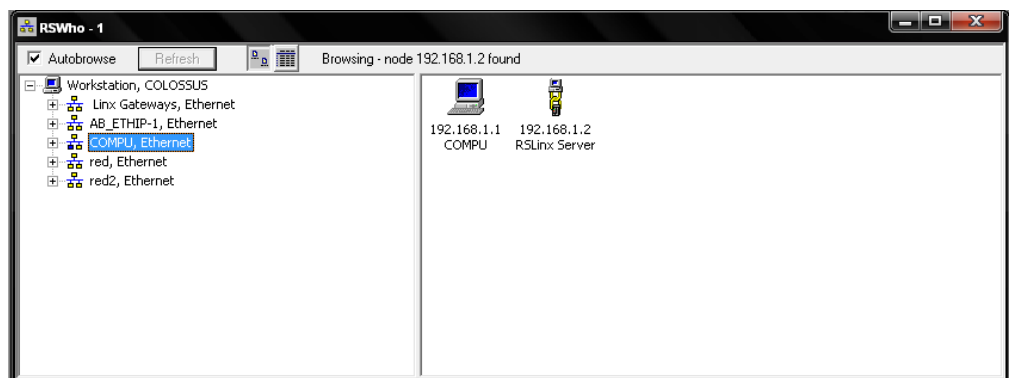 RSWho - 1
Autobrowse
Refresh
Browsing - node 192.168.1.2 found
Workstation, COLOSSUS
Linx Gateways, Ethernet
AB_ETHIP-1, Ethernet
COMPU, Ethernet
red, Ethernet
red2, Ethernet
192.168.1.1
COMPU
192.168.1.2
RSLinx Server